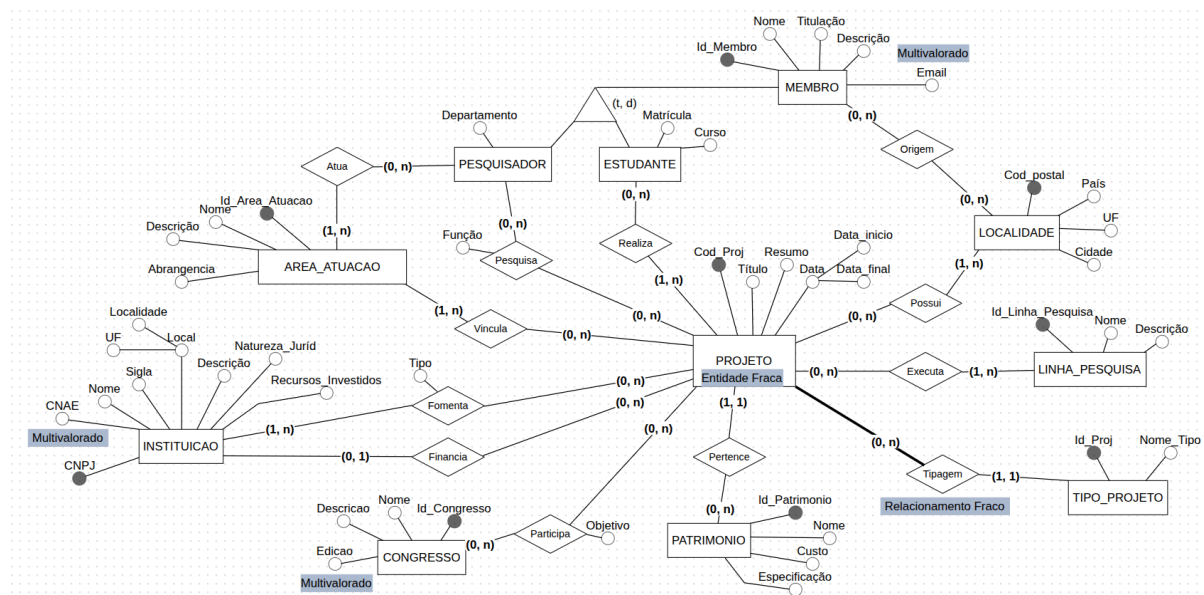 Nome
Titulação
Descrição
Id_Membro
Multivalorado
Email
MEMBRO
(t, d)
(0, n)
Departamento
Matrícula
Curso
Origem
PESQUISADOR
ESTUDANTE
Atua
(0, n)
(0, n)
(0, n)
Cod_postal
País
UF
LOCALIDADE
Cidade
Id_Area_Atuacao
Nome
Descrição
(1, n)
(0, n)
Função
Pesquisa
Realiza
Data_inicio
Resumo
Cod_Proj
Título
Data
Data_final
(1, n)
Abrangência
AREA_ATUACAO
(1, n)
Possui
(1, n)
(0, n)
(0, n)
Vincula
(0, n)
Localidade
UF
Local
Id_Linha_Pesquisa
Nome
Descrição
PROJETO
Entidade Fraca
(0, n)
Executa
(1, n)
LINHA_PESQUISA
Natureza_Juríd
Descrição
Sigla
Nome
Recursos_Investidos
Tipo
Fomenta
(0, n)
(0, n)
(1, 1)
CNAE
Multivalorado
INSTITUICAO
(1, n)
CNPJ
(0, 1)
Financia
(0, n)
Pertence
(0, n)
Tipagem
(1, 1)
Relacionamento Fraco
Id_Proj
Nome_Tipo
TIPO_PROJETO
Nome
Descricao
Id_Congresso
Edicao
Multivalorado
CONGRESSO
(0, n)
Participa
Objetivo
(0, n)
PATRIMONIO
Id_Patrimonio
Nome
Custo
Especificação